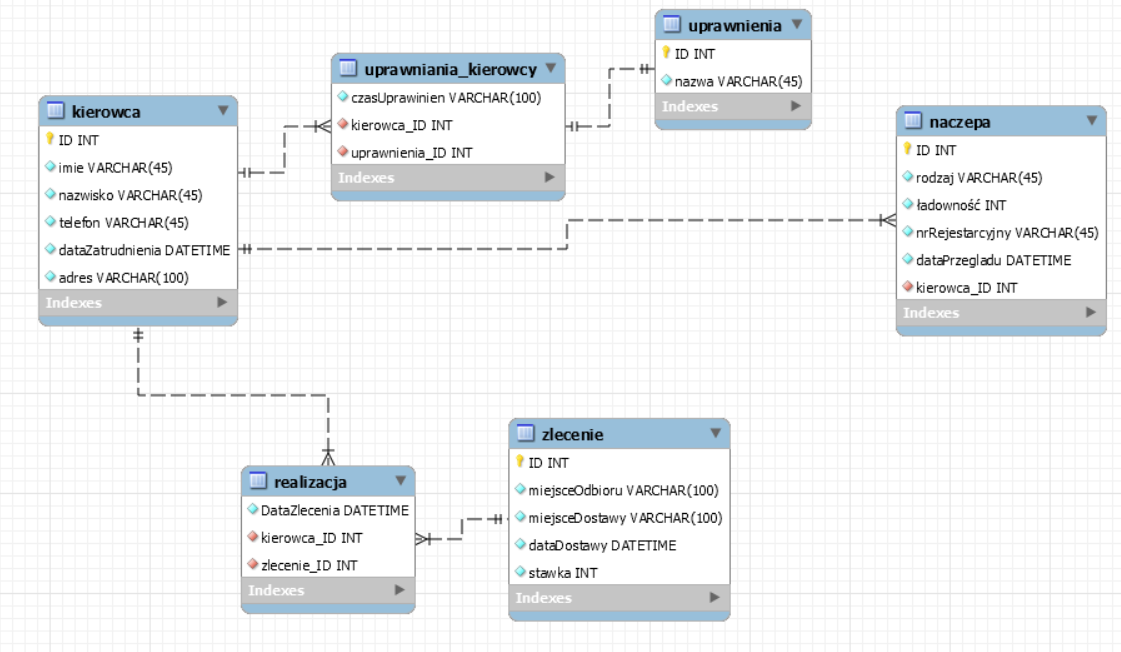 uprawnienia
ID INT
nazwa VARCHAR(45)
Indexes
uprawniania_kierowcy
czasUprawinien VARCHAR(100)
kierowca_ID INT
uprawnienia_ID INT
Indexes
kierowca
ID INT
imie VARCHAR(45)
nazwisko VARCHAR(45)
telefon VARCHAR(45)
dataZatrudnienia DATETIME
adres VARCHAR(100)
Indexes
naczepa
ID INT
rodzaj VARCHAR(45)
ładowność INT
nrRejestarcyjny VARCHAR(45)
dataPrzegladu DATETIME
kierowca_ID INT
Indexes
realizacja
DataZlecenia DATETIME
kierowca_ID INT
zlecenie_ID INT
Indexes
zlecenie
ID INT
miejsceOdbioru VARCHAR(100)
miejsceDostawy VARCHAR(100)
dataDostawy DATETIME
stawka INT
Indexes